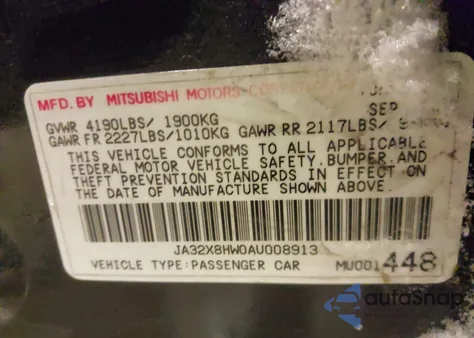 MFD. BY MITSUBISHI MOTORS
SEP
GVWR 4190LBS/ 1900KG
GAWR FR 2227LBS/1010KG GAWR RR 2117LBS/
THIS VEHICLE CONFORMS TO ALL APPLICABLE
FEDERAL MOTOR VEHICLE SAFETY, BUMPER, AND
THEFT PREVENTION STANDARDS IN EFFECT ON
THE DATE OF MANUFACTURE SHOWN ABOVE.
JA32X8HW0AU008913
VEHICLE TYPE:PASSENGER CAR MU001448
autoSnap